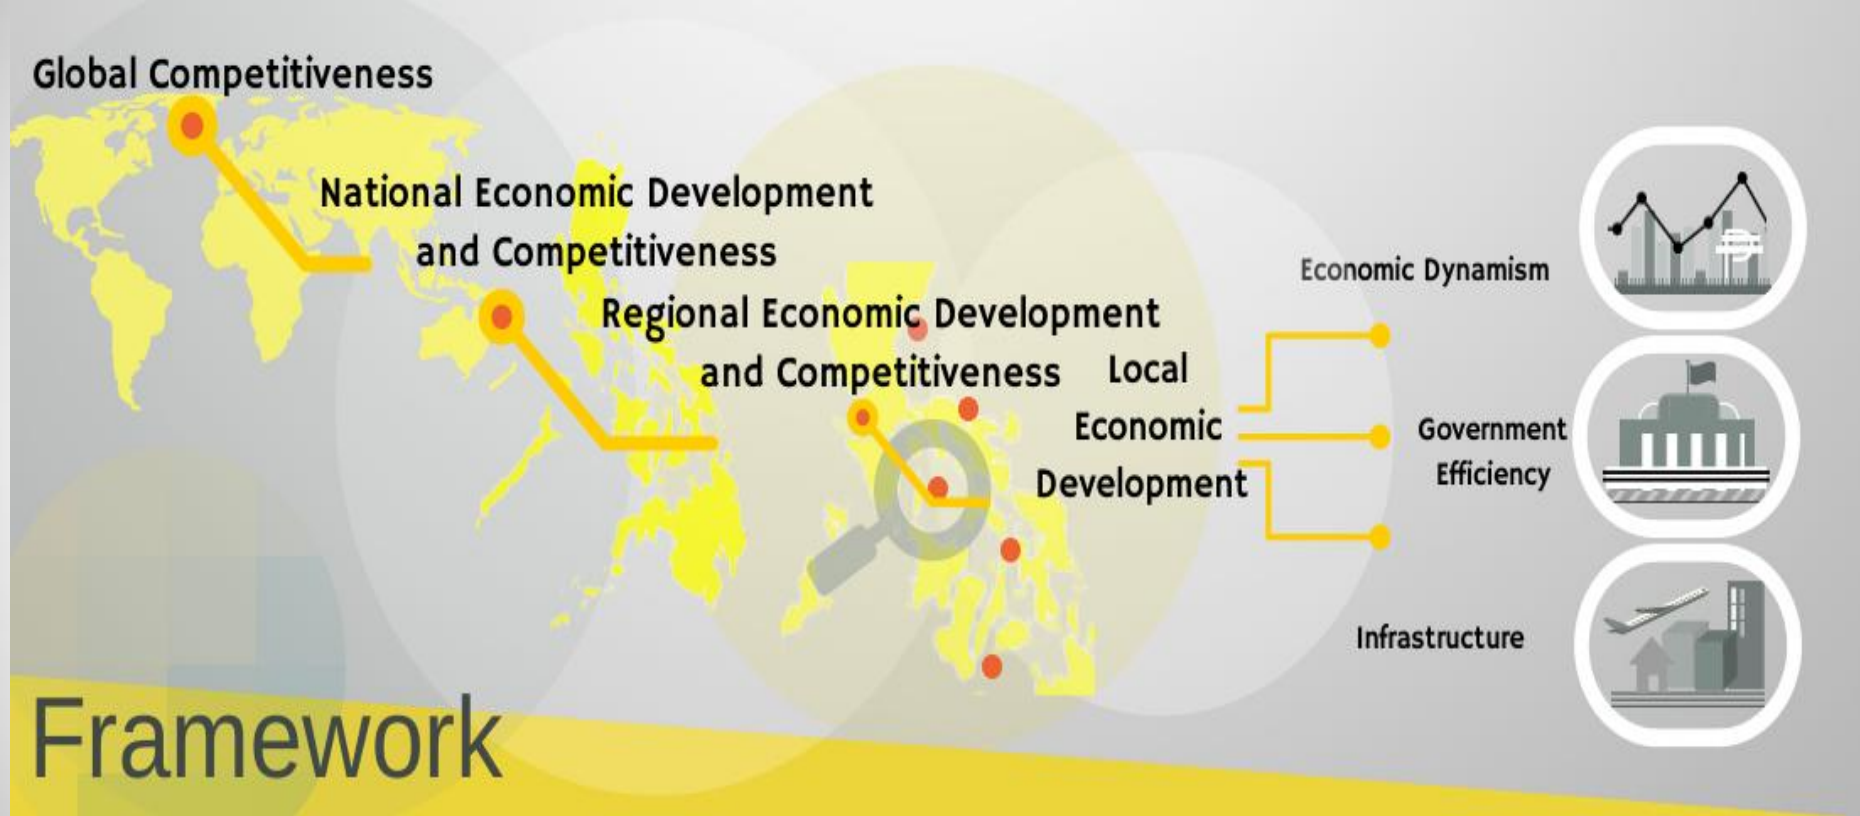 Global Competitiveness
National Economic Development
and Competitiveness
Regional Economic Development
and Competitiveness
Local
Economic
Development
Economic Dynamism
Government
Efficiency
Infrastructure
Framework